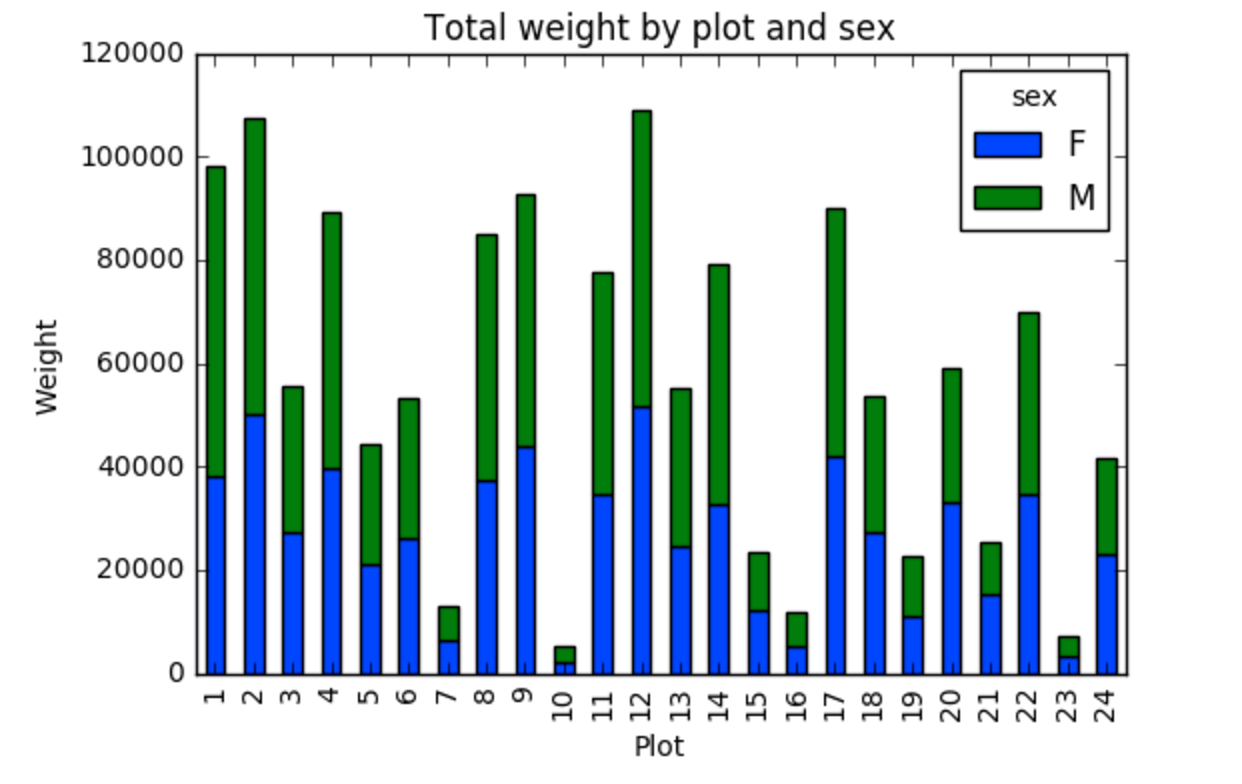 Total weight by plot and sex
120000
100000
80000
60000
40000
20000
0
Weight
sex
F
M
1 2 3 4 5 6 7 8 9 10 11 12 13 14 15 16 17 18 19 20 21 22 23 24
Plot